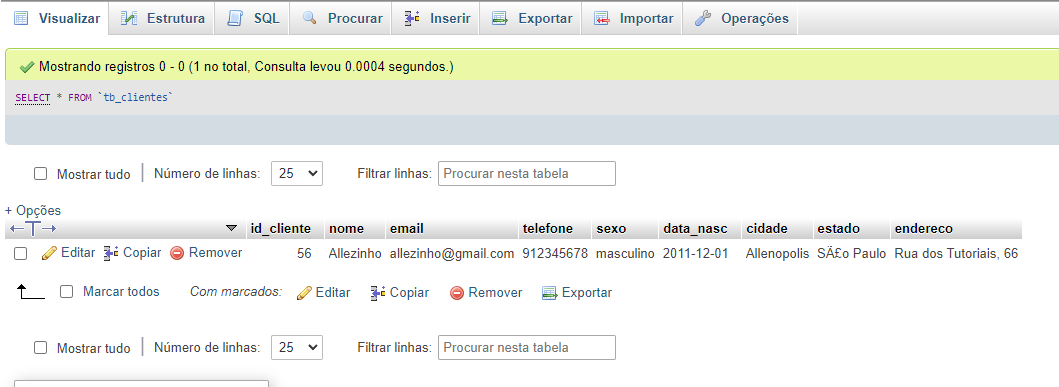 Visualizar Estrutura SQL Procurar Inserir Exportar Importar Operações
Mostrando registros 0 - 0 (1 no total, Consulta levou 0.0004 segundos.)
SELECT * FROM `tb_clientes`
Mostrar tudo Número de linhas: 25 Filtrar linhas: Procurar nesta tabela
+ Opções
←T→ id_cliente nome email telefone sexo data_nasc cidade estado endereco
Editar Copiar Remover 56 Allezinho allezinho@gmail.com 912345678 masculino 2011-12-01 Allenopolis SÄ£o Paulo Rua dos Tutoriais, 66
Marcar todos Com marcados: Editar Copiar Remover Exportar
Mostrar tudo Número de linhas: 25 Filtrar linhas: Procurar nesta tabela